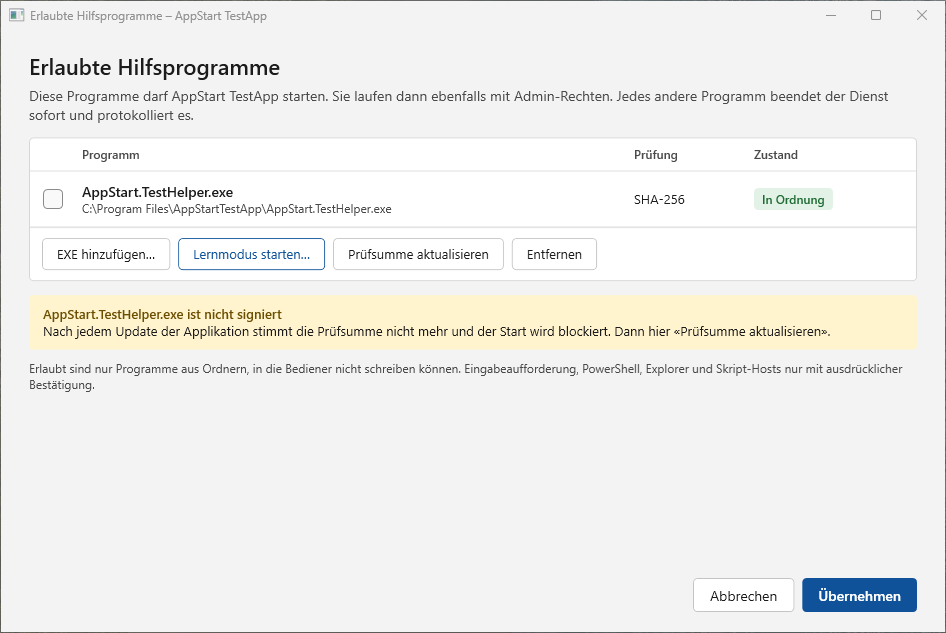 Erlaubte Hilfsprogramme – AppStart TestApp
Erlaubte Hilfsprogramme
Diese Programme darf AppStart TestApp starten. Sie laufen dann ebenfalls mit Admin-Rechten. Jedes andere Programm beendet der Dienst
sofort und protokolliert es.
Programm Prüfung Zustand
AppStart.TestHelper.exe
C:\Program Files\AppStartTestApp\AppStart.TestHelper.exe
SHA-256
In Ordnung
EXE hinzufügen... Lernmodus starten... Prüfsumme aktualisieren Entfernen
AppStart.TestHelper.exe ist nicht signiert
Nach jedem Update der Applikation stimmt die Prüfsumme nicht mehr und der Start wird blockiert. Dann hier «Prüfsumme aktualisieren».
Erlaubt sind nur Programme aus Ordnern, in die Bediener nicht schreiben können. Eingabeaufforderung, PowerShell, Explorer und Skript-Hosts nur mit ausdrücklicher
Bestätigung.
Abbrechen Übernehmen